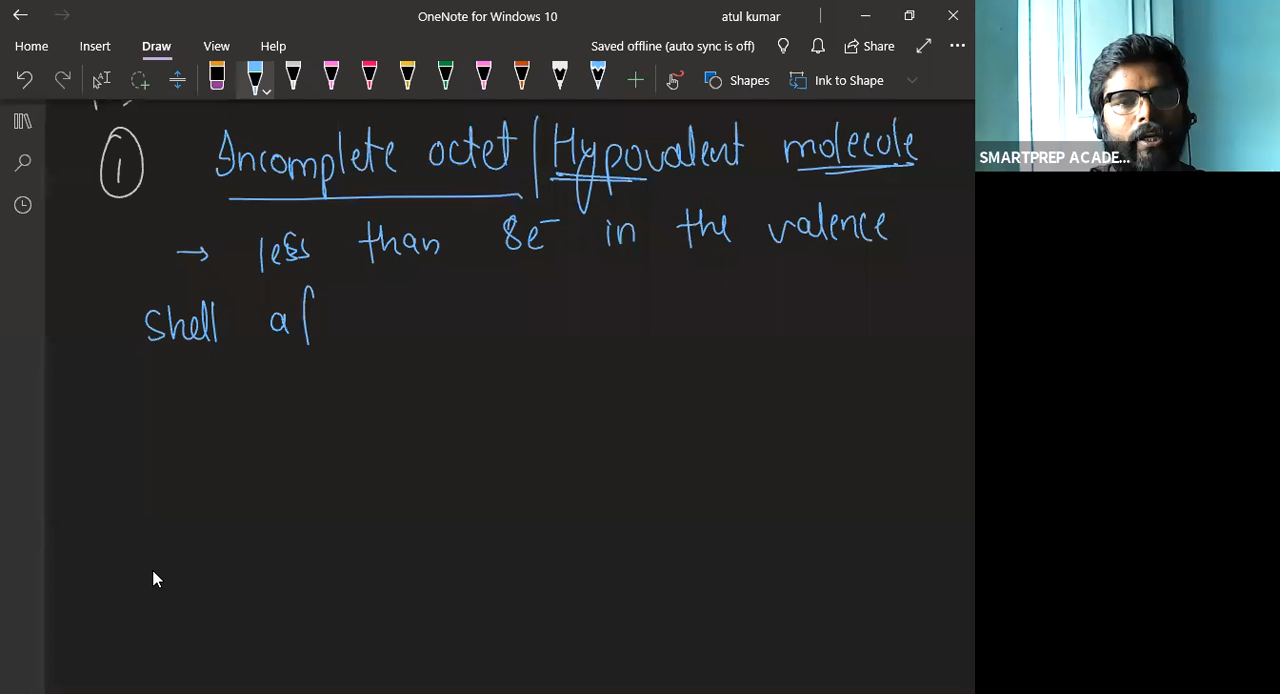 OneNote for Windows 10
atul kumar
Home Insert Draw View Help
Saved offline (auto sync is off)
Share
Shapes
Ink to Shape
SMARTPREP ACADE...
1 Incomplete octet | Hypovalent molecule
→ less than 8e⁻ in the valence
shell af